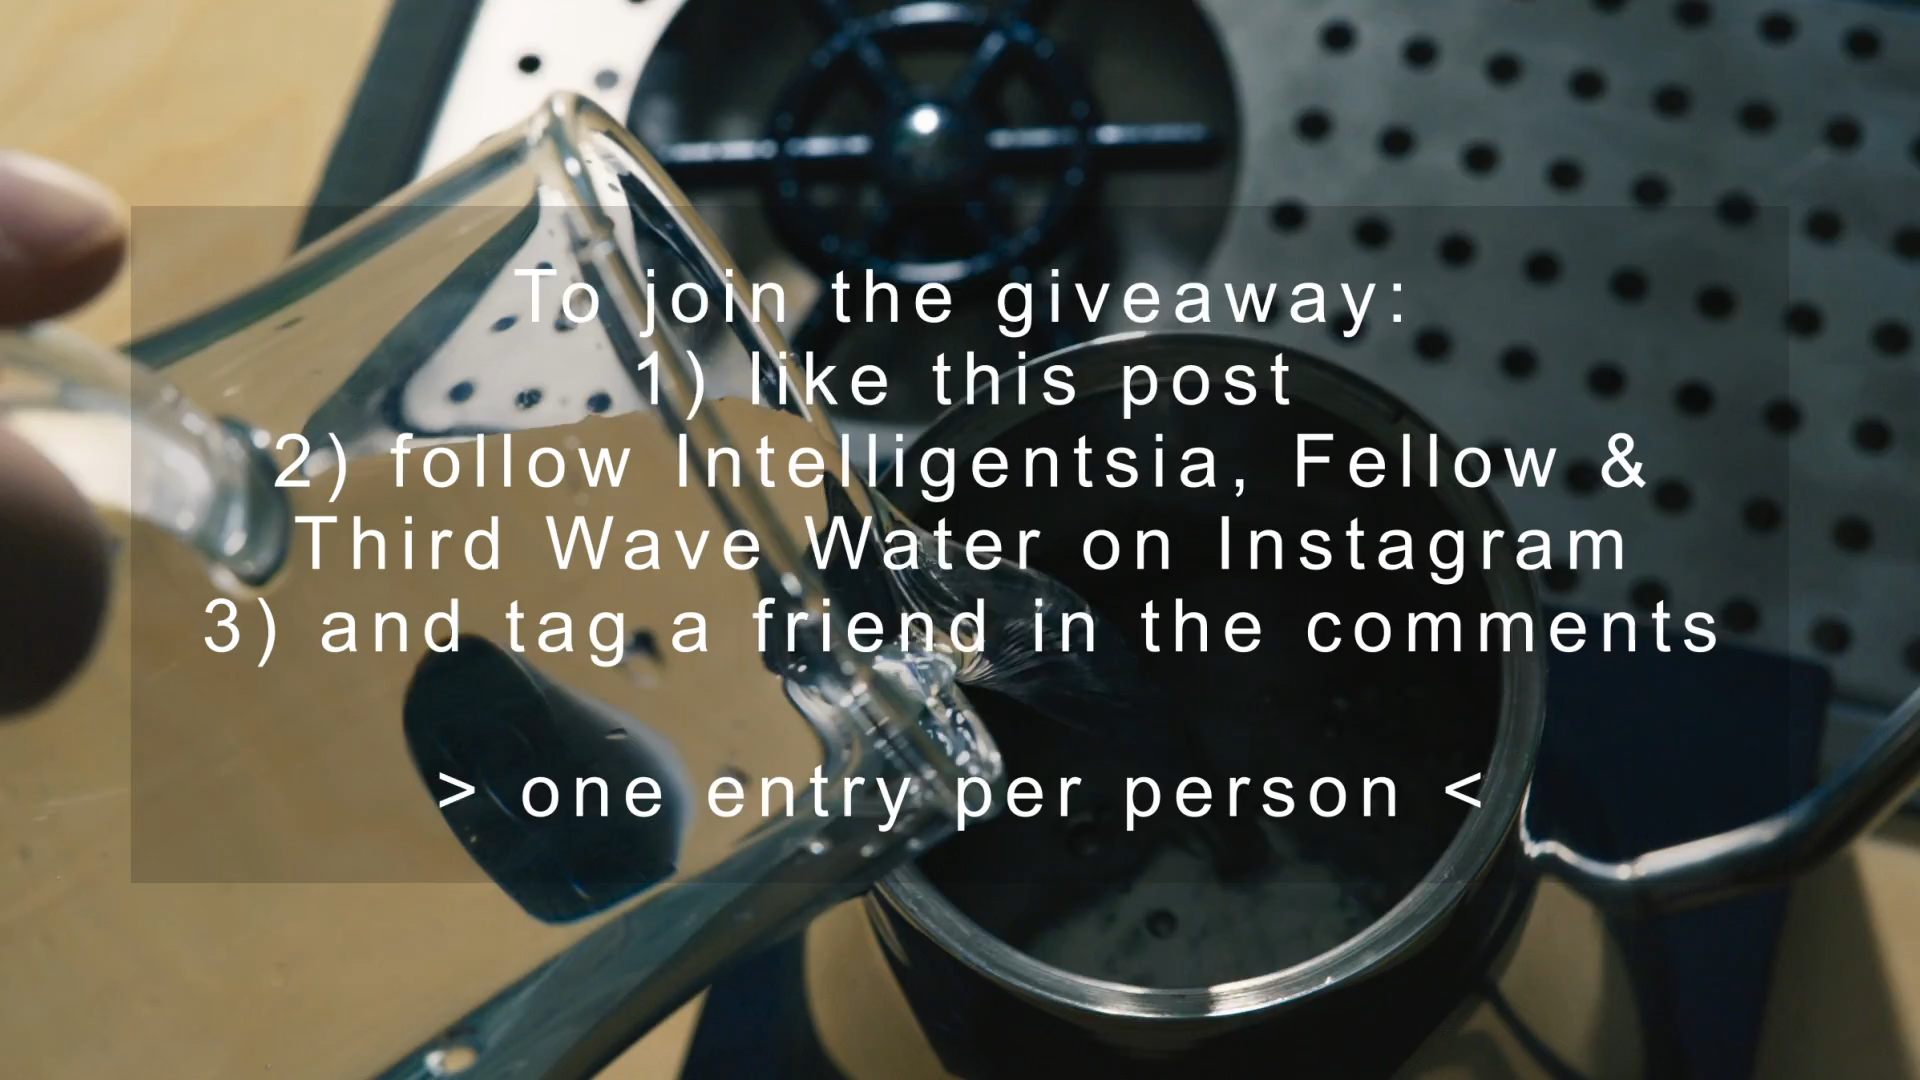 To join the giveaway:
1) like this post
2) follow Intelligentsia, Fellow &
Third Wave Water on Instagram
3) and tag a friend in the comments
> one entry per person <